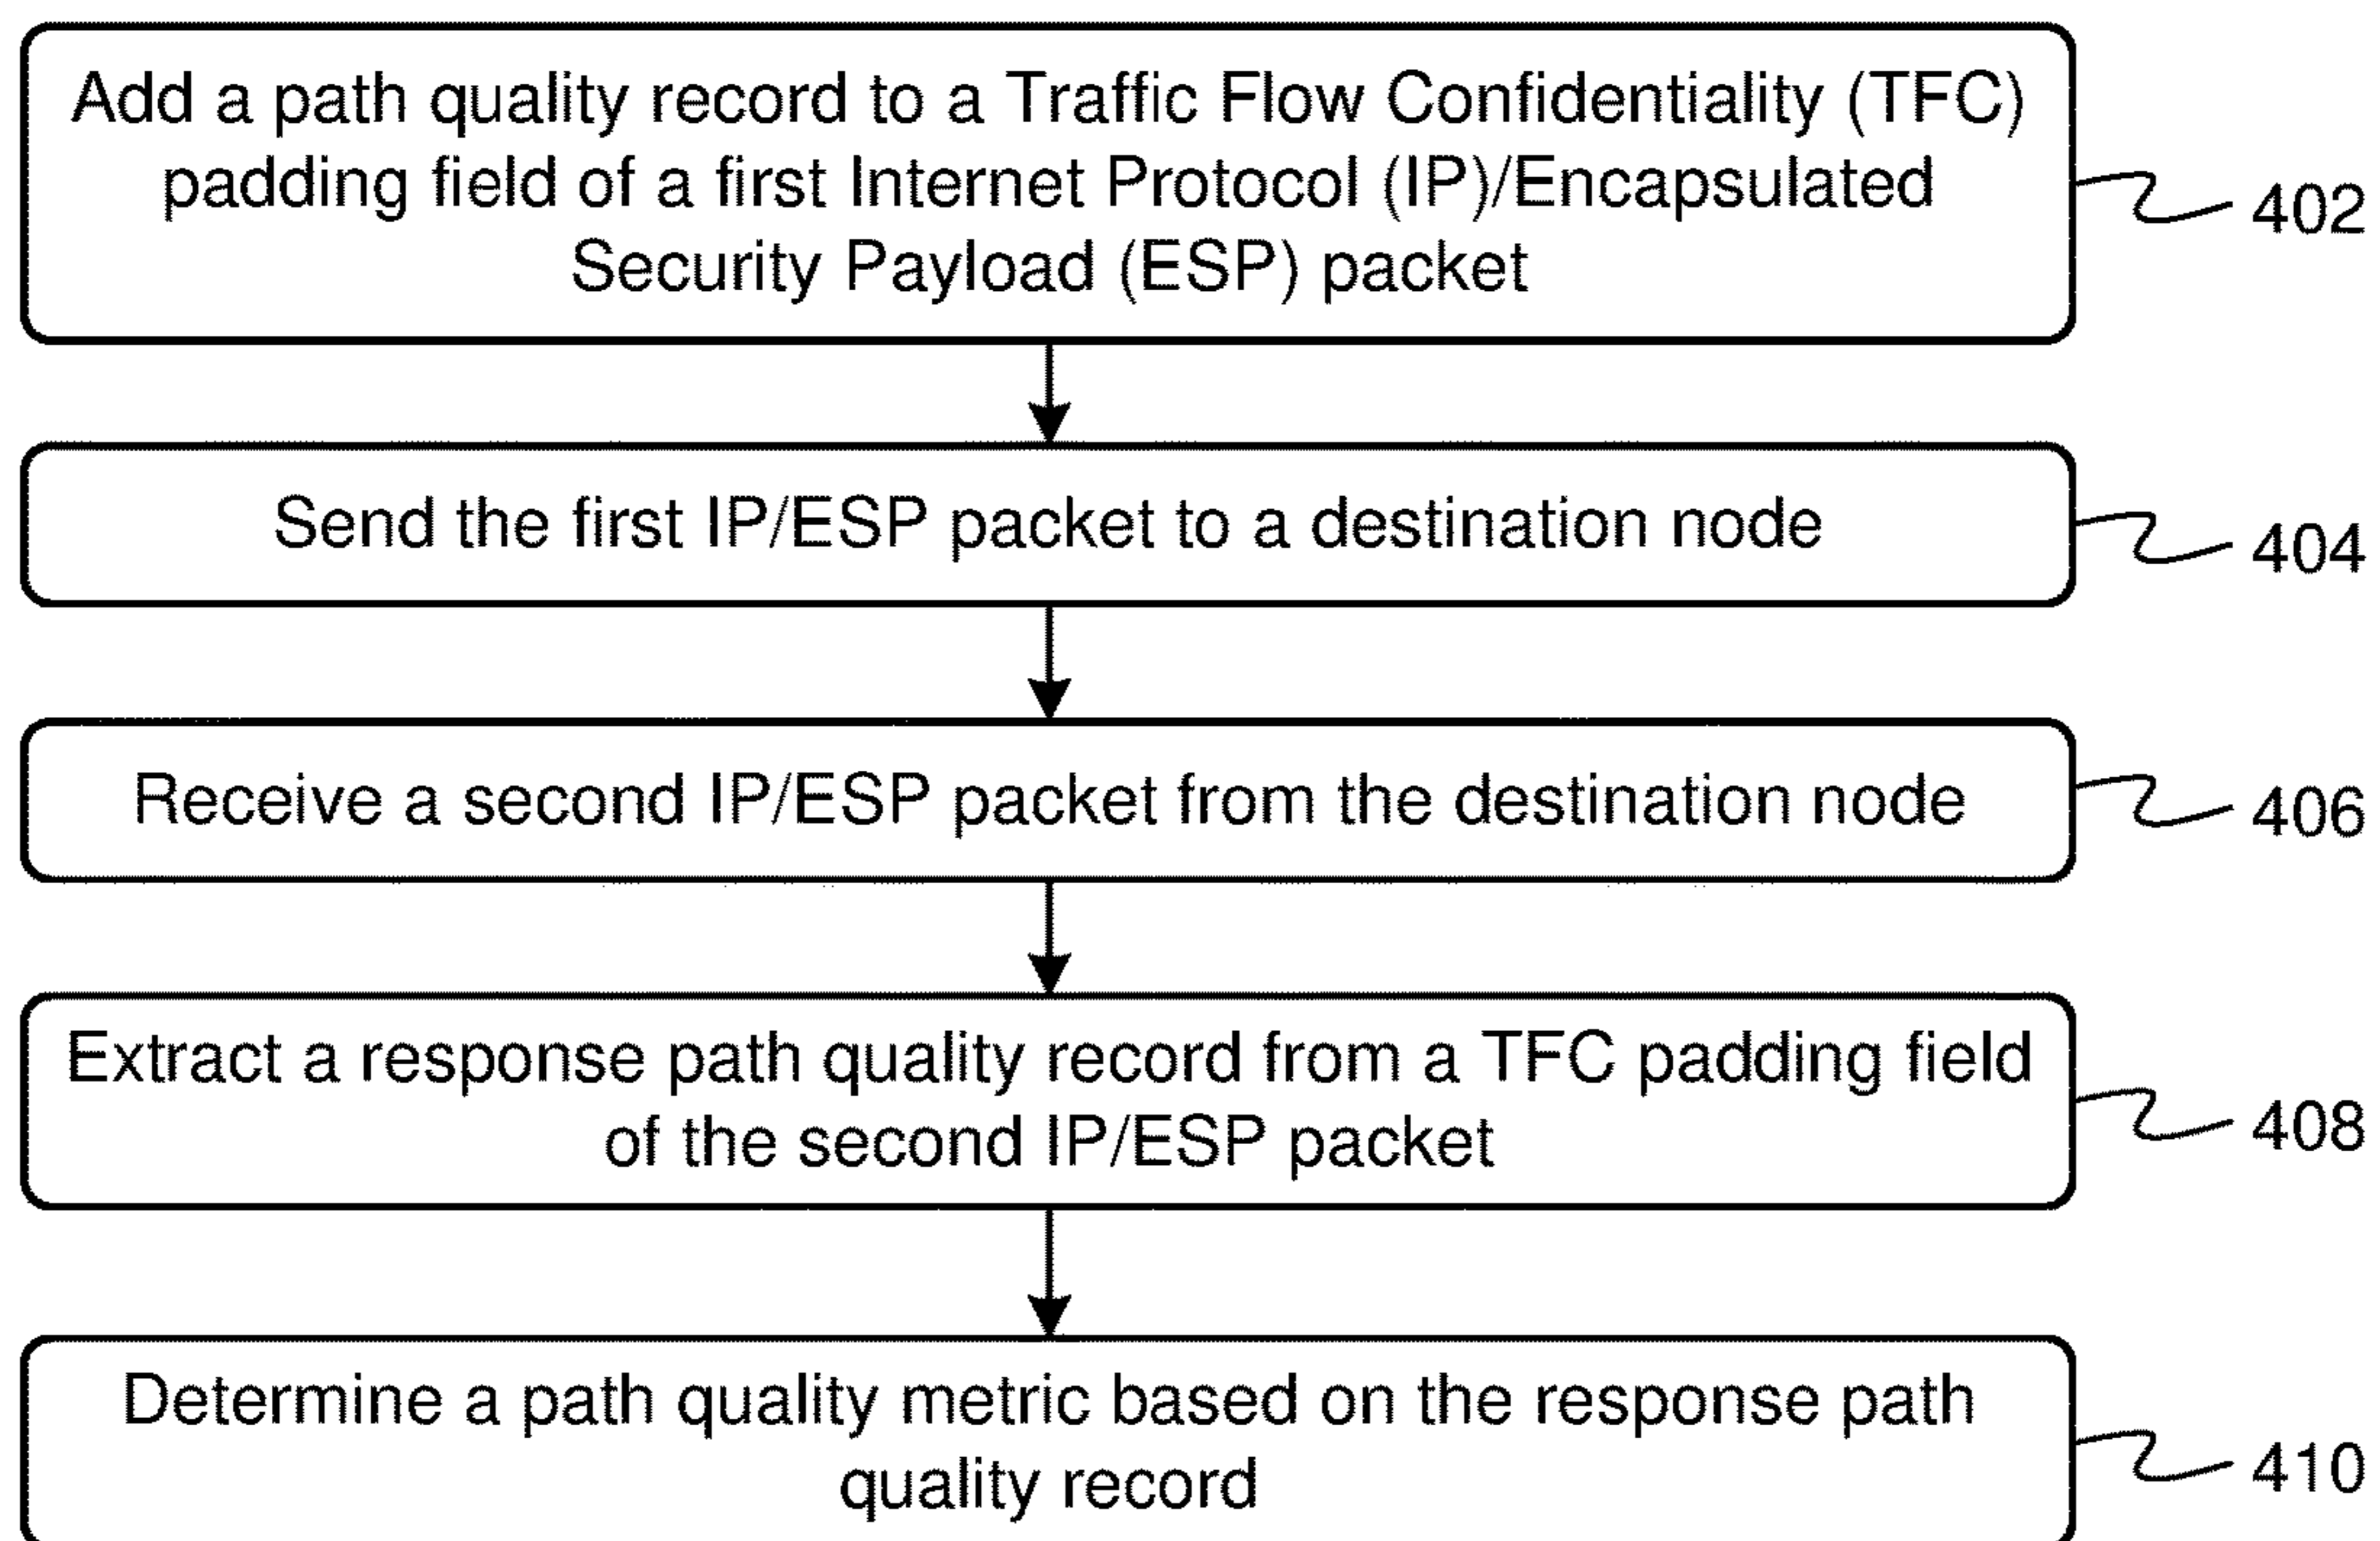 Add a path quality record to a Traffic Flow Confidentiality (TFC)
padding field of a first Internet Protocol (IP)/Encapsulated
Security Payload (ESP) packet
402
Send the first IP/ESP packet to a destination node
404
Receive a second IP/ESP packet from the destination node
406
Extract a response path quality record from a TFC padding field
of the second IP/ESP packet
408
Determine a path quality metric based on the response path
quality record
410